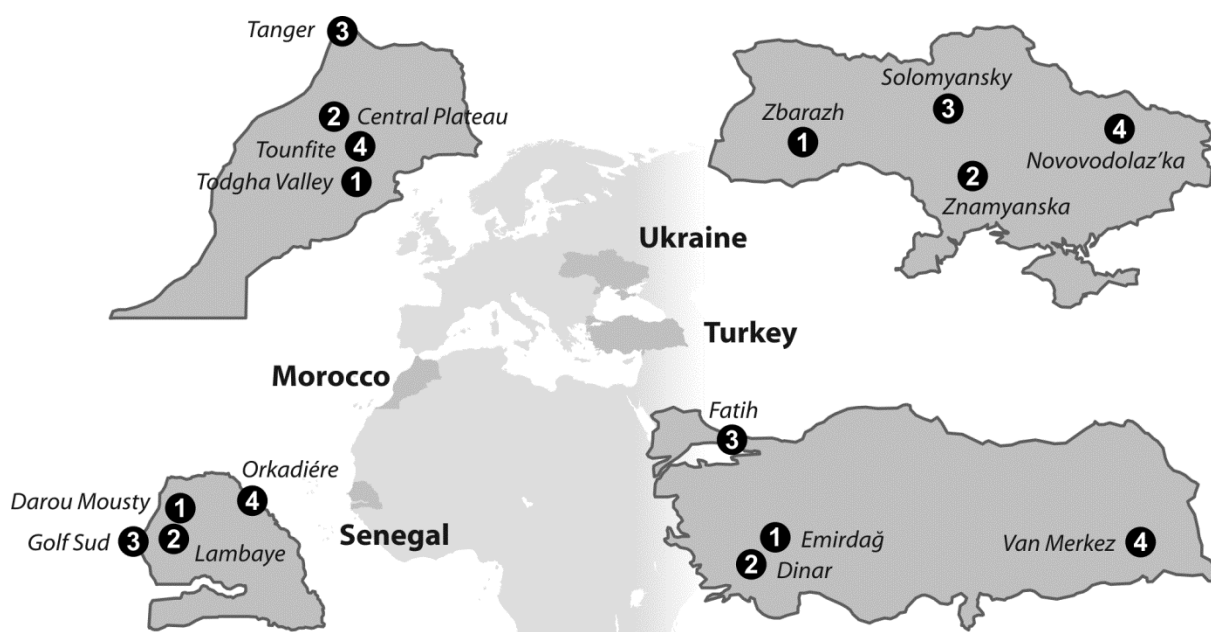 Tanger 3
2 Central Plateau
Tounfite 4
Todgha Valley 1
Solomyansky
3
Zbarazh
1
4
Novovodolaz'ka
2
Znamyanska
Ukraine
Turkey
Morocco
Senegal
Orkadiére
4
Darou Mousty 1
Golf Sud 3
2 Lambaye
Fatih
3
1 Emirdağ
2 Dinar
Van Merkez 4